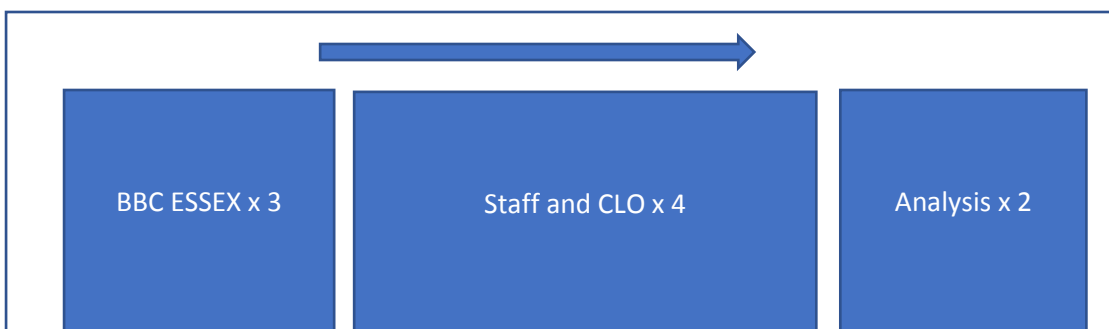 BBC ESSEX x 3
Staff and CLO x 4
Analysis x 2